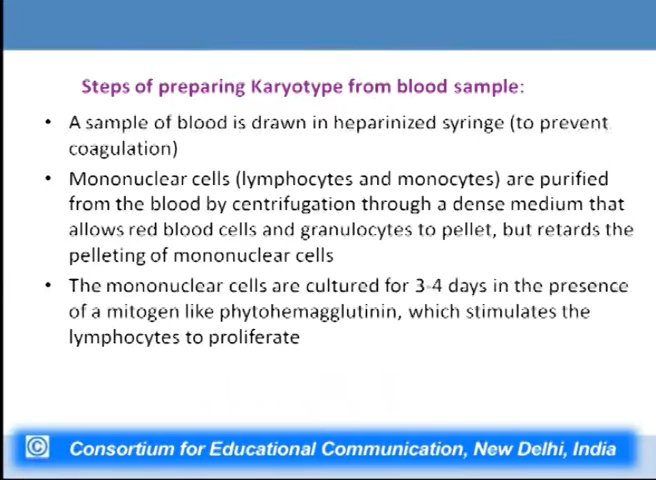 Steps of preparing Karyotype from blood sample:
• A sample of blood is drawn in heparinized syringe (to prevent
coagulation)
• Mononuclear cells (lymphocytes and monocytes) are purified
from the blood by centrifugation through a dense medium that
allows red blood cells and granulocytes to pellet, but retards the
pelleting of mononuclear cells
• The mononuclear cells are cultured for 3-4 days in the presence
of a mitogen like phytohemagglutinin, which stimulates the
lymphocytes to proliferate
© Consortium for Educational Communication, New Delhi, India